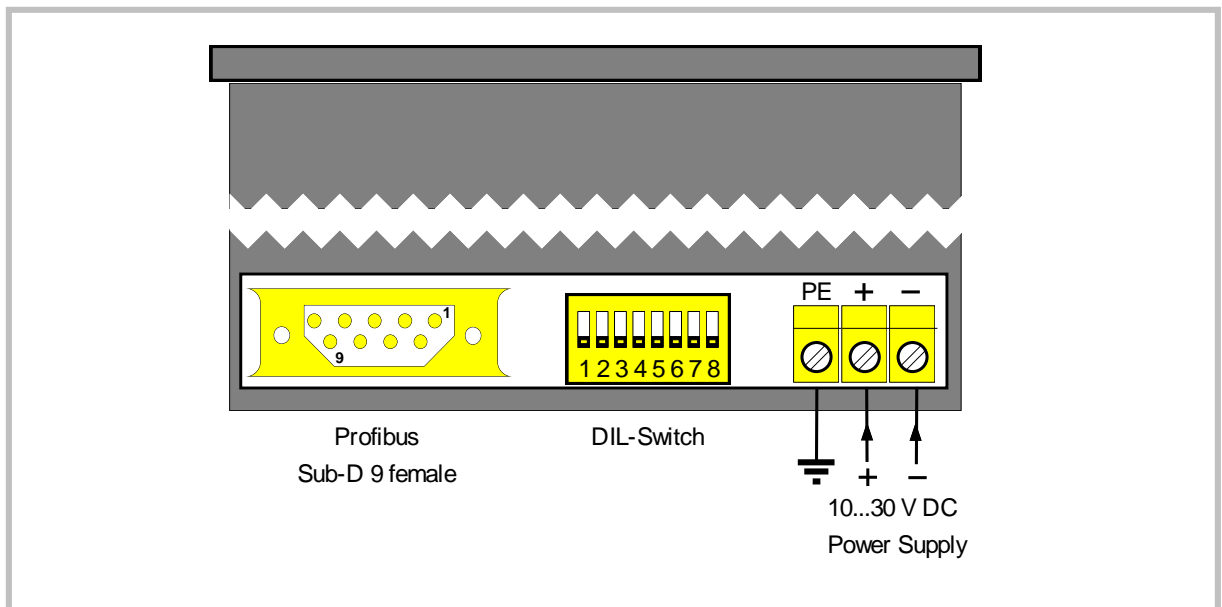 PE + −
1
9
1 2 3 4 5 6 7 8
Profibus
Sub-D 9 female
DIL-Switch
+ −
10...30 V DC
Power Supply